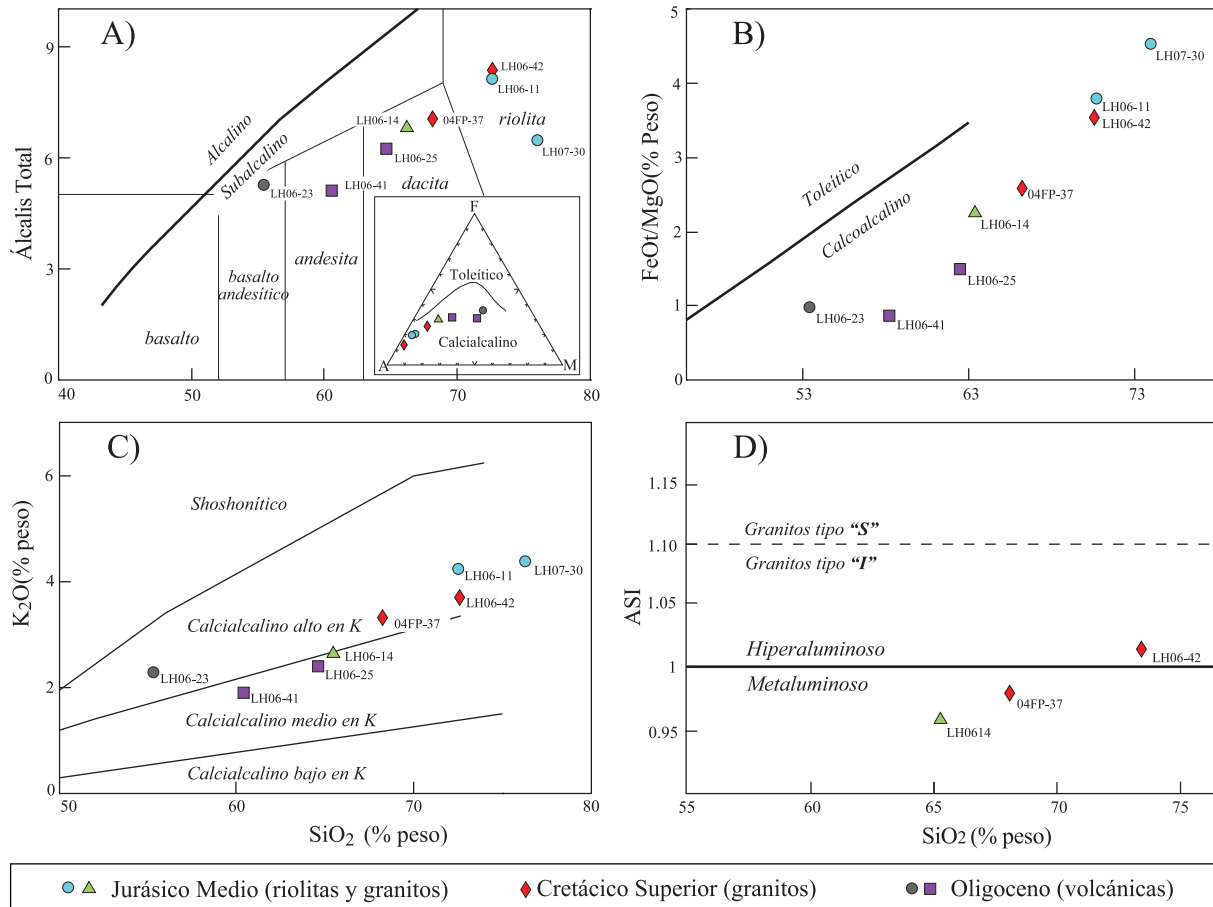 A)
9
6
3
0
40
50
60
70
80
Álcalis Total
Alcalino
Subalcalino
LH06-42
LH06-11
riolita
LH06-14
04FP-37
LH07-30
LH06-25
LH06-23
LH06-41
dacita
andesita
basalto
andesítico
basalto
F
Toleítico
Calcialcalino
A
M
B)
5
4
3
2
1
0
53
63
73
FeOt/MgO(% Peso)
Toleítico
Calcoalcalino
LH07-30
LH06-11
LH06-42
04FP-37
LH06-14
LH06-25
LH06-23
LH06-41
C)
6
4
2
0
50
60
70
80
K2O(% peso)
SiO2 (% peso)
Shoshonítico
LH06-11
LH07-30
LH06-42
Calcialcalino alto en K
04FP-37
LH06-14
LH06-25
LH06-23
LH06-41
Calcialcalino medio en K
Calcialcalino bajo en K
D)
1.15
1.10
1.05
1
0.95
55
60
65
70
75
ASI
SiO2 (% peso)
Granitos tipo “S”
Granitos tipo “I”
Hiperaluminoso
Metaluminoso
LH06-42
04FP-37
LH0614
Jurásico Medio (riolitas y granitos)
Cretácico Superior (granitos)
Oligoceno (volcánicas)